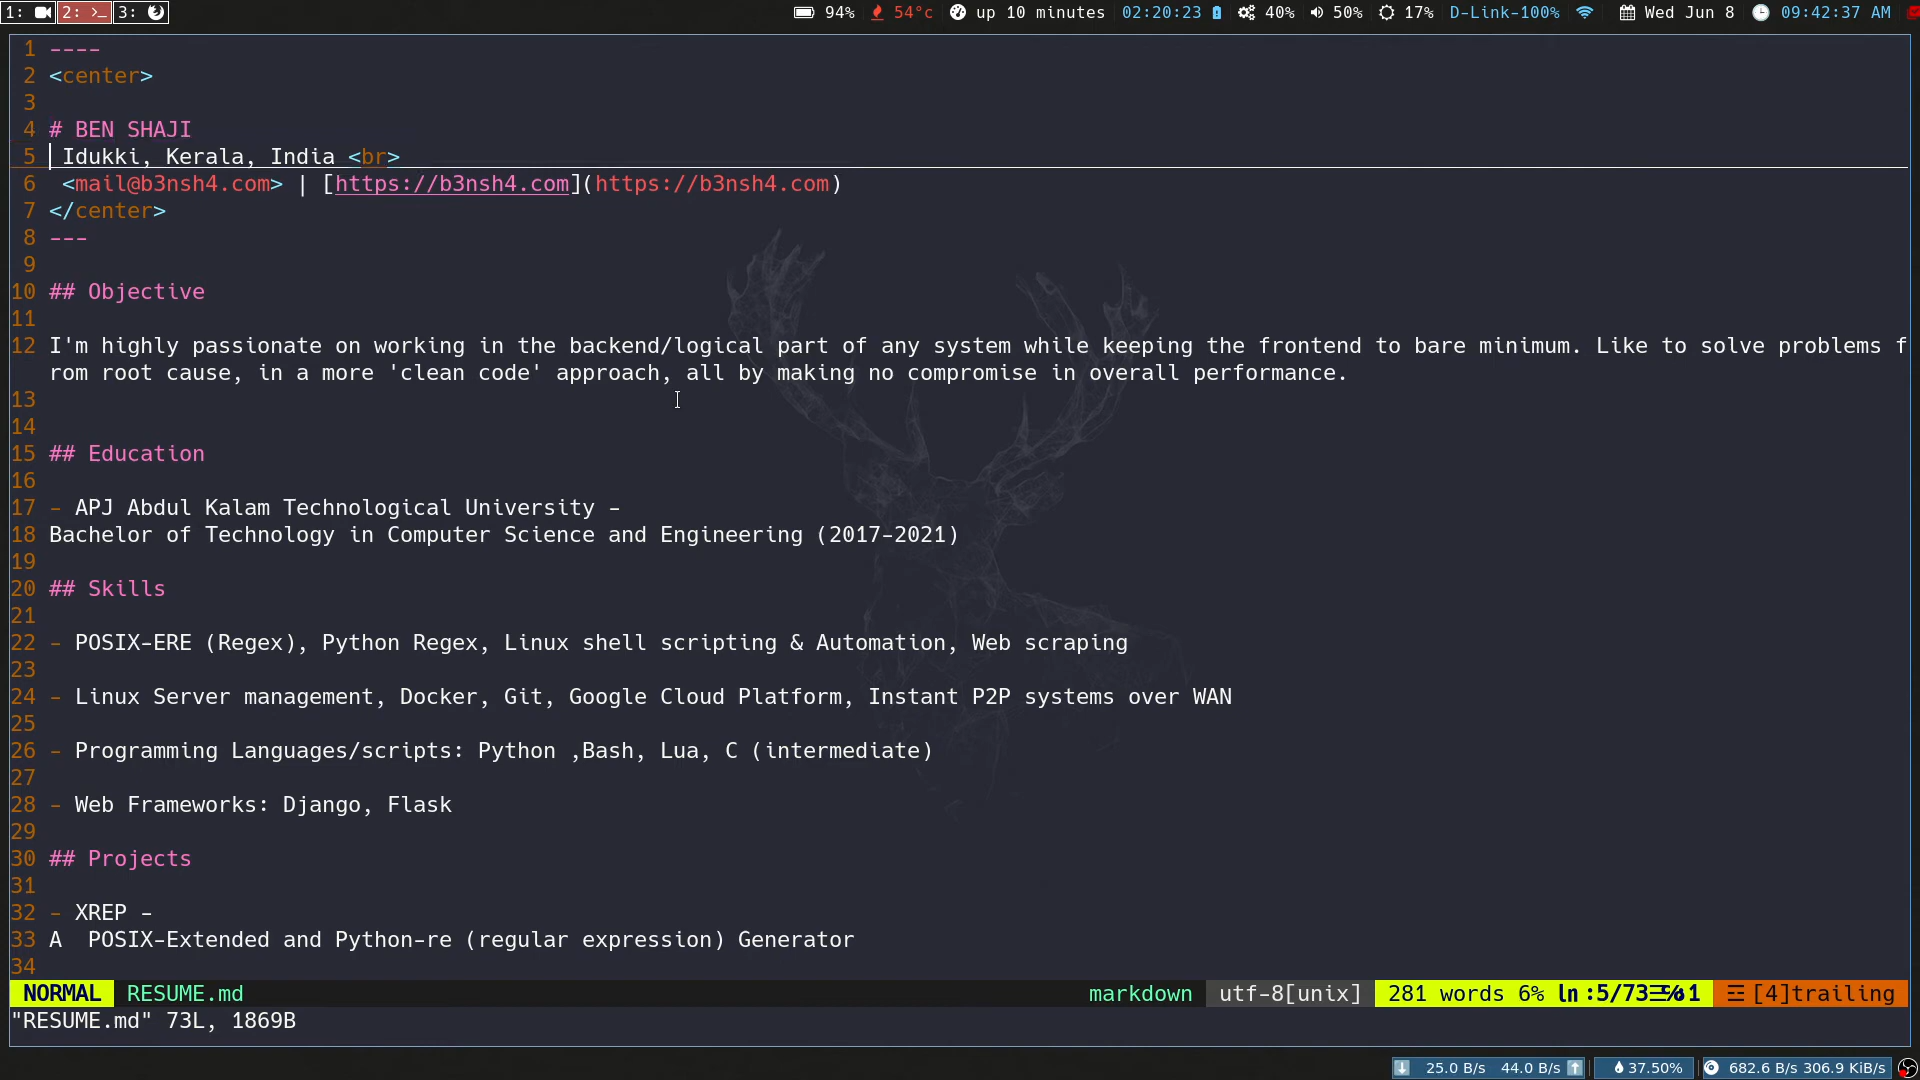 1: 2: >_ 3: 94% 54°c up 10 minutes 02:20:23 40% 50% 17% D-Link-100% Wed Jun 8 09:42:37 AM
1 ----
2 <center>
3
4 # BEN SHAJI
5  Idukki, Kerala, India <br>
6  <mail@b3nsh4.com> | [https://b3nsh4.com](https://b3nsh4.com)
7 </center>
8 ---
9
10 ## Objective
11
12 I'm highly passionate on working in the backend/logical part of any system while keeping the frontend to bare minimum. Like to solve problems f
rom root cause, in a more 'clean code' approach, all by making no compromise in overall performance.
13
14
15 ## Education
16
17 - APJ Abdul Kalam Technological University -
18 Bachelor of Technology in Computer Science and Engineering (2017-2021)
19
20 ## Skills
21
22 - POSIX-ERE (Regex), Python Regex, Linux shell scripting & Automation, Web scraping
23
24 - Linux Server management, Docker, Git, Google Cloud Platform, Instant P2P systems over WAN
25
26 - Programming Languages/scripts: Python ,Bash, Lua, C (intermediate)
27
28 - Web Frameworks: Django, Flask
29
30 ## Projects
31
32 - XREP -
33 A  POSIX-Extended and Python-re (regular expression) Generator
34
NORMAL RESUME.md markdown utf-8[unix] 281 words 6% ln :5/73 1 [4]trailing
"RESUME.md" 73L, 1869B
25.0 B/s 44.0 B/s 37.50% 682.6 B/s 306.9 KiB/s